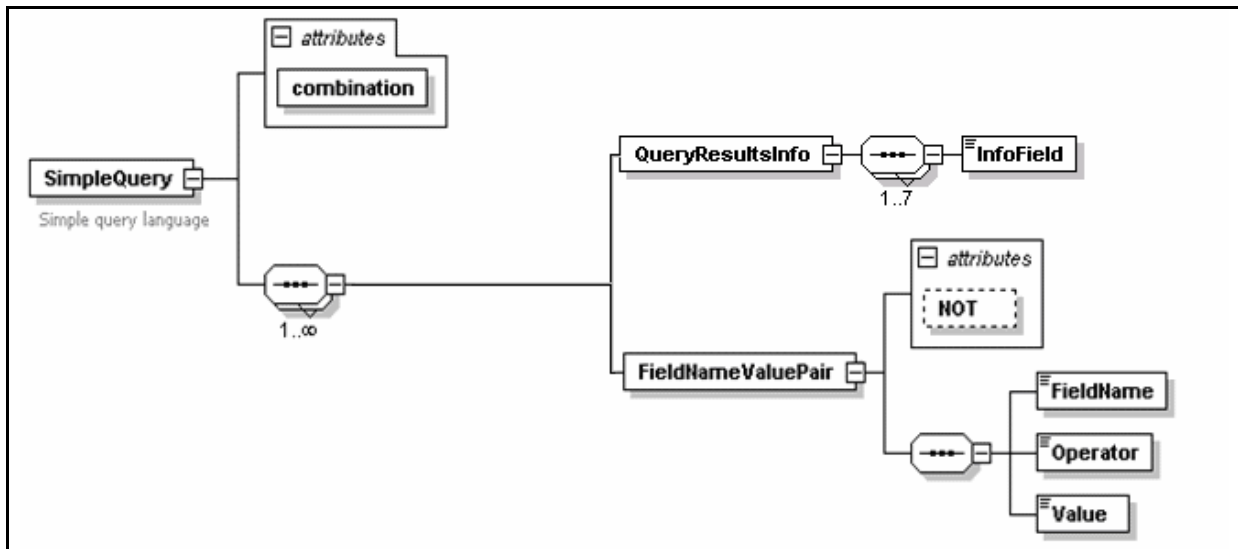 attributes
combination
SimpleQuery
Simple query language
1..∞
QueryResultsInfo
InfoField
1..7
attributes
NOT
FieldNameValuePair
FieldName
Operator
Value